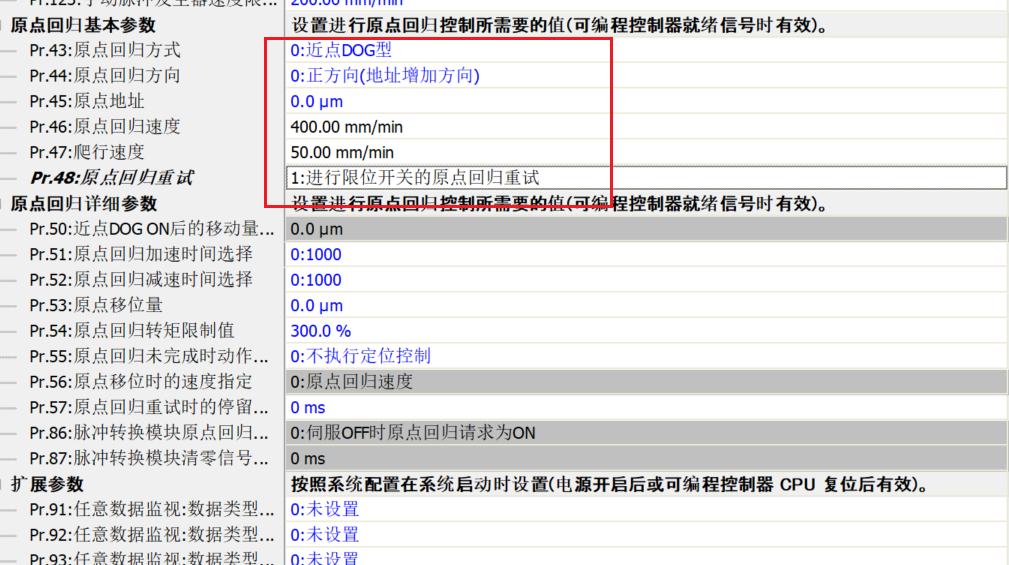 Pr.123:手动脉冲发生器速度限... 200.00 mm/min
原点回归基本参数 设置进行原点回归控制所需要的值(可编程控制器就绪信号时有效)。
Pr.43:原点回归方式 0:近点DOG型
Pr.44:原点回归方向 0:正方向(地址增加方向)
Pr.45:原点地址 0.0 µm
Pr.46:原点回归速度 400.00 mm/min
Pr.47:爬行速度 50.00 mm/min
Pr.48:原点回归重试 1:进行限位开关的原点回归重试
原点回归详细参数 设置进行原点回归控制所需要的值(可编程控制器就绪信号时有效)。
Pr.50:近点DOG ON后的移动量... 0.0 µm
Pr.51:原点回归加速时间选择 0:1000
Pr.52:原点回归减速时间选择 0:1000
Pr.53:原点移位量 0.0 µm
Pr.54:原点回归转矩限制值 300.0 %
Pr.55:原点回归未完成时动作... 0:不执行定位控制
Pr.56:原点移位时的速度指定 0:原点回归速度
Pr.57:原点回归重试时的停留... 0 ms
Pr.86:脉冲转换模块原点回归... 0:伺服OFF时原点回归请求为ON
Pr.87:脉冲转换模块清零信号... 0 ms
扩展参数 按照系统配置在系统启动时设置(电源开启后或可编程控制器 CPU 复位后有效)。
Pr.91:任意数据监视:数据类型... 0:未设置
Pr.92:任意数据监视:数据类型... 0:未设置
Pr.93:任意数据监视:数据类型... 0:未设置